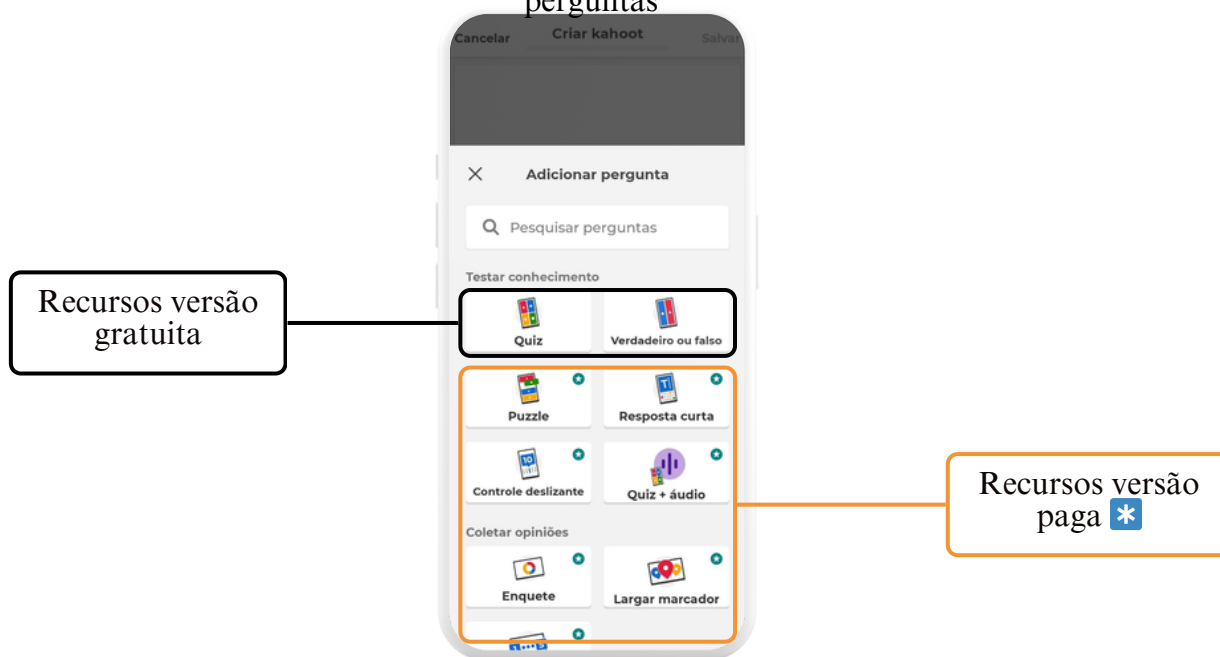 perguntas
Cancelar Criar kahoot Salvar
Adicionar pergunta
Pesquisar perguntas
Testar conhecimento
Recursos versão
gratuita
Quiz Verdadeiro ou falso
Puzzle Resposta curta
10
Controle deslizante Quiz + áudio
Recursos versão
paga *
Coletar opiniões
Enquete Largar marcador